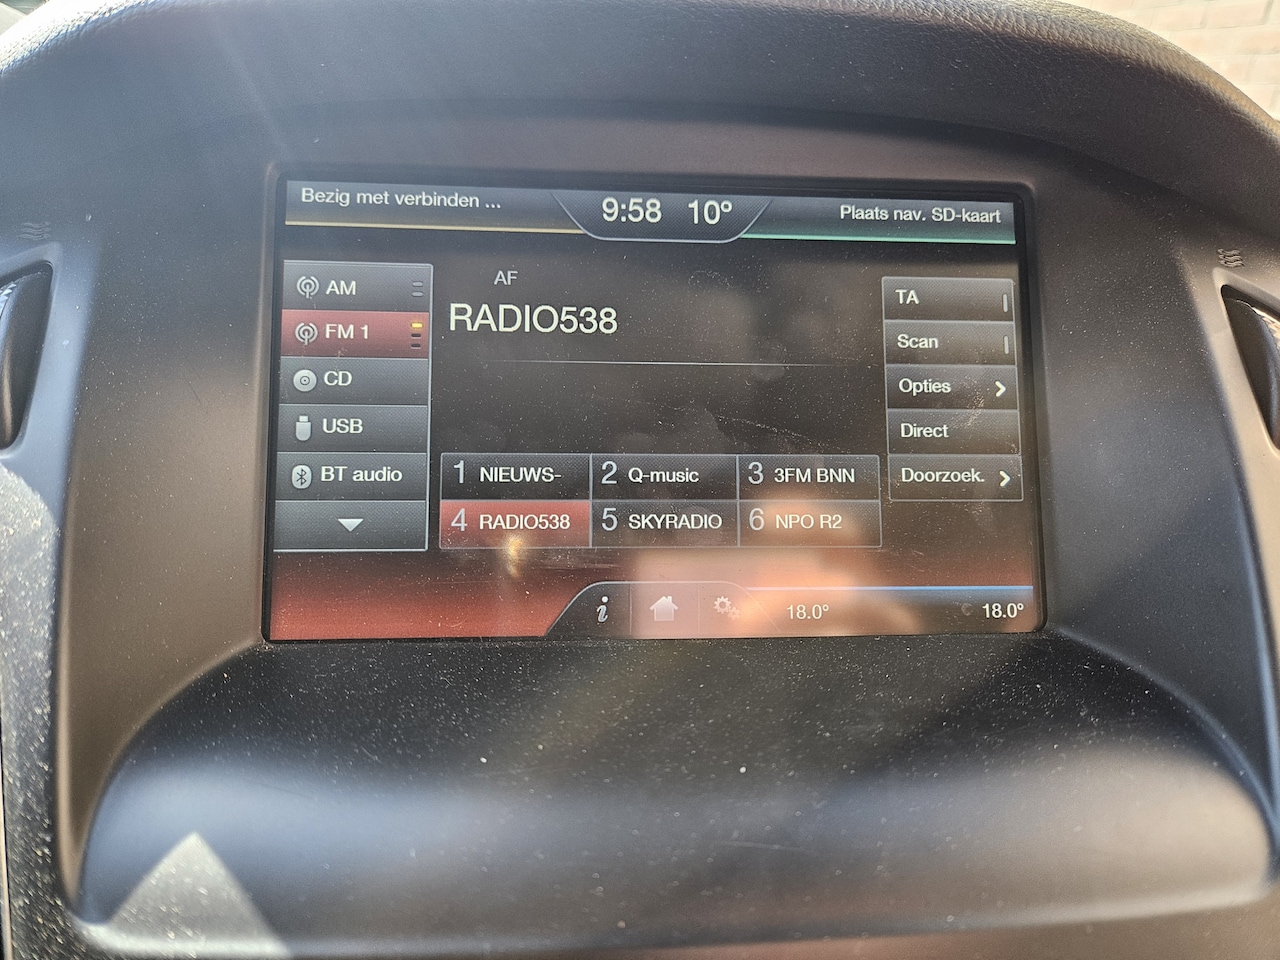 Bezig met verbinden ...
9:58 10°
Plaats nav. SD-kaart
AM
FM 1
CD
USB
BT audio
AF
RADIO538
1 NIEUWS-
2 Q-music
3 3FM BNN
4 RADIO538
5 SKYRADIO
6 NPO R2
TA
Scan
Opties
Direct
Doorzoek.
i
18.0°
18.0°